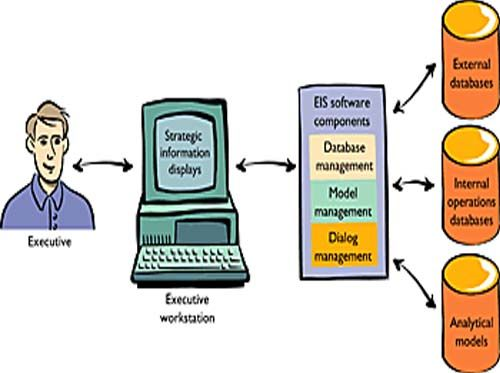 Executive
Strategic
information
displays
Executive
workstation
EIS software
components
Database
management
Model
management
Dialog
management
External
databases
Internal
operations
databases
Analytical
models